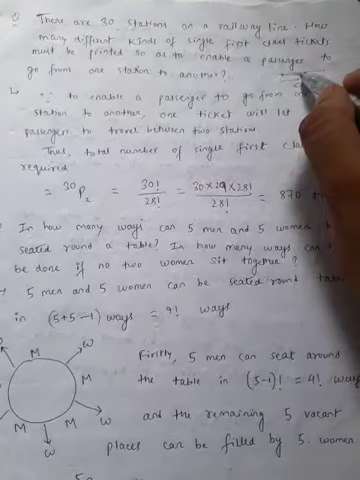 Q There are 30 stations on a railway line. How
many different kinds of single first class tickets
must be printed so as to enable a passenger to
go from one station to another?
↳ ∵ to enable a passenger to go from one
station to another, one ticket will let
passengers to travel between two stations
Thus, total number of single first
required
= ³⁰P₂ = 30!/28! = 30×29×28!/28! = 870
In how many ways can 5 men and 5 women
seated round a table? In how many ways can
be done if no two women sit together?
5 men and 5 women can be seated round
in (5+5-1) ways = 9! ways
Firstly, 5 men can seat around
the table in (5-1)! = 4! ways
and the remaining 5 vacant
places can be filled by 5 women
M W
M
W
M M
W